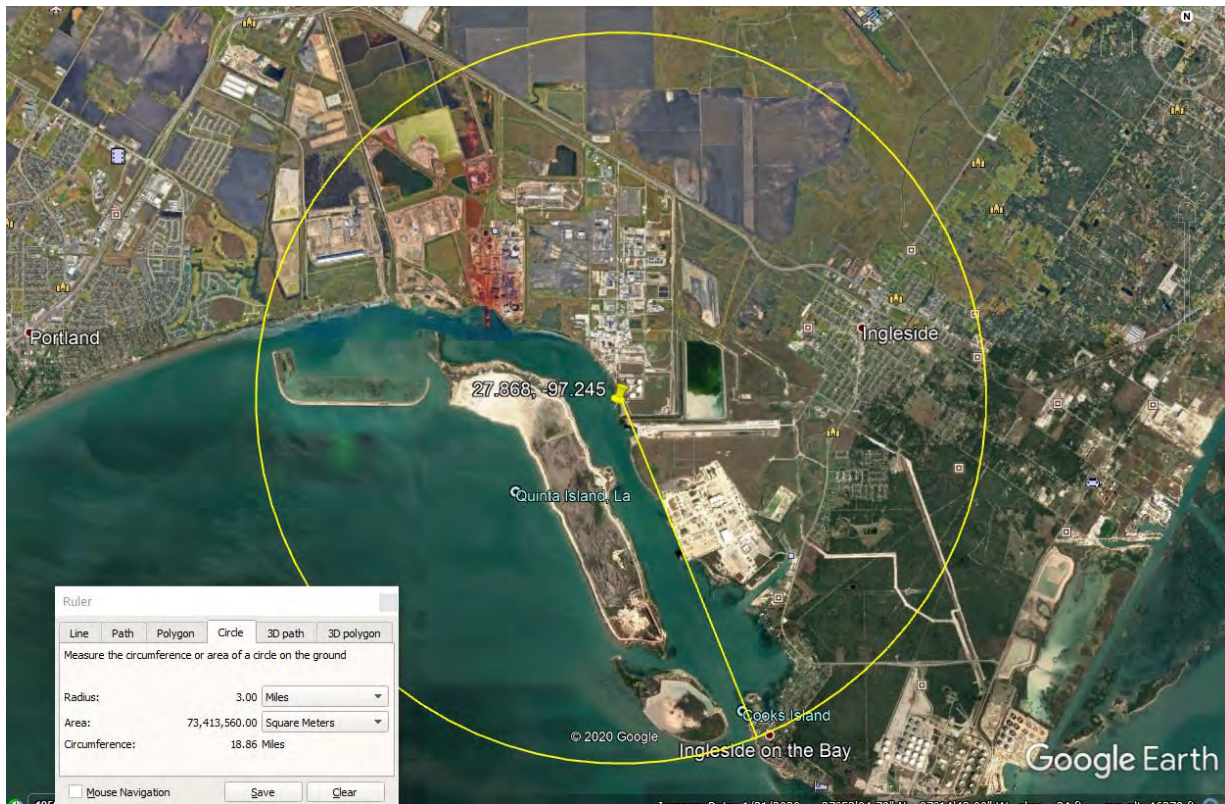 N
Portland
Ingleside
27.868, -97.245
Quinta Island, La
Cooks Island
Ingleside on the Bay
© 2020 Google
Google Earth
Ruler
Line Path Polygon Circle 3D path 3D polygon
Measure the circumference or area of a circle on the ground
Radius: 3.00 Miles
Area: 73,413,560.00 Square Meters
Circumference: 18.86 Miles
Mouse Navigation Save Clear